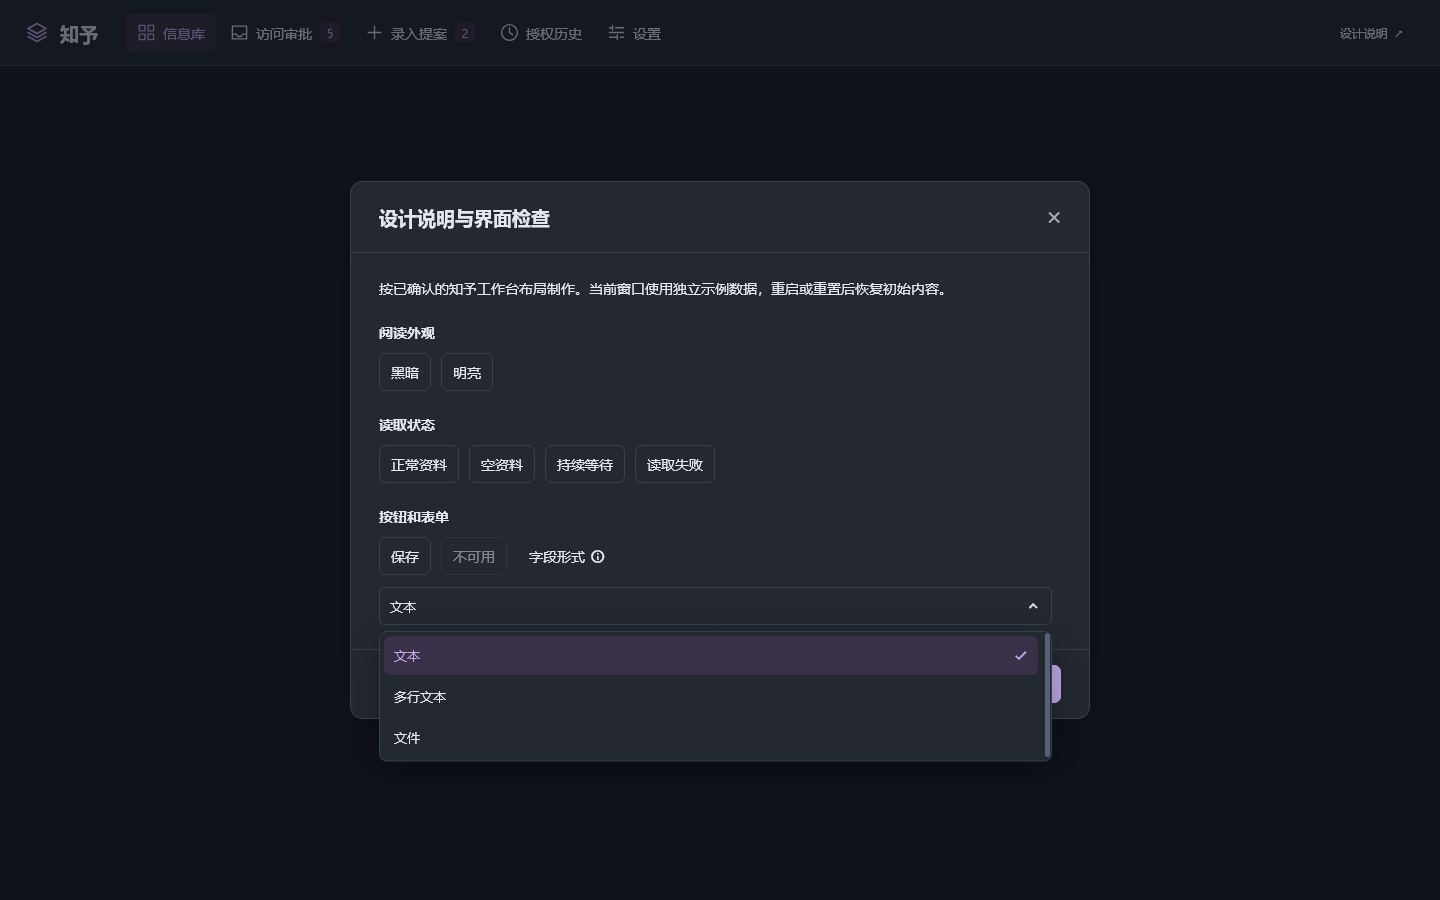 知予
信息库
访问审批 5
录入提案 2
授权历史
设置
设计说明 ↗
设计说明与界面检查
按已确认的知予工作台布局制作。当前窗口使用独立示例数据，重启或重置后恢复初始内容。
阅读外观
黑暗 明亮
读取状态
正常资料 空资料 持续等待 读取失败
按钮和表单
保存 不可用 字段形式
文本
文本
多行文本
文件